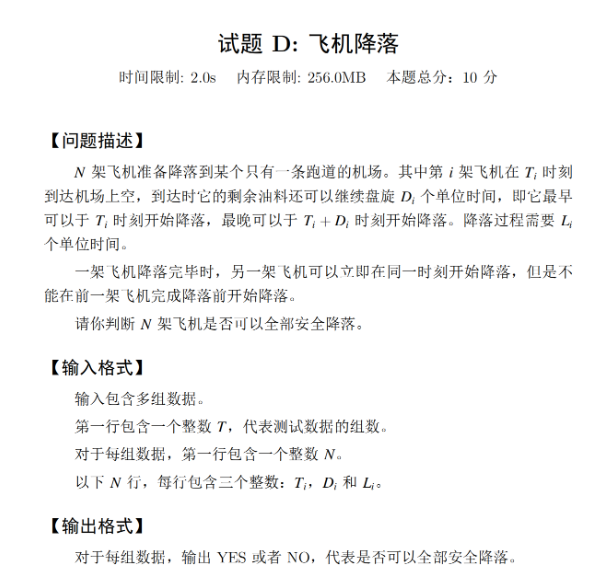 试题 D: 飞机降落
时间限制: 2.0s 内存限制: 256.0MB 本题总分：10 分
【问题描述】
N 架飞机准备降落到某个只有一条跑道的机场。其中第 i 架飞机在 Ti 时刻
到达机场上空，到达时它的剩余油料还可以继续盘旋 Di 个单位时间，即它最早
可以于 Ti 时刻开始降落，最晚可以于 Ti + Di 时刻开始降落。降落过程需要 Li
个单位时间。
一架飞机降落完毕时，另一架飞机可以立即在同一时刻开始降落，但是不
能在前一架飞机完成降落前开始降落。
请你判断 N 架飞机是否可以全部安全降落。
【输入格式】
输入包含多组数据。
第一行包含一个整数 T，代表测试数据的组数。
对于每组数据，第一行包含一个整数 N。
以下 N 行，每行包含三个整数：Ti，Di 和 Li。
【输出格式】
对于每组数据，输出 YES 或者 NO，代表是否可以全部安全降落。